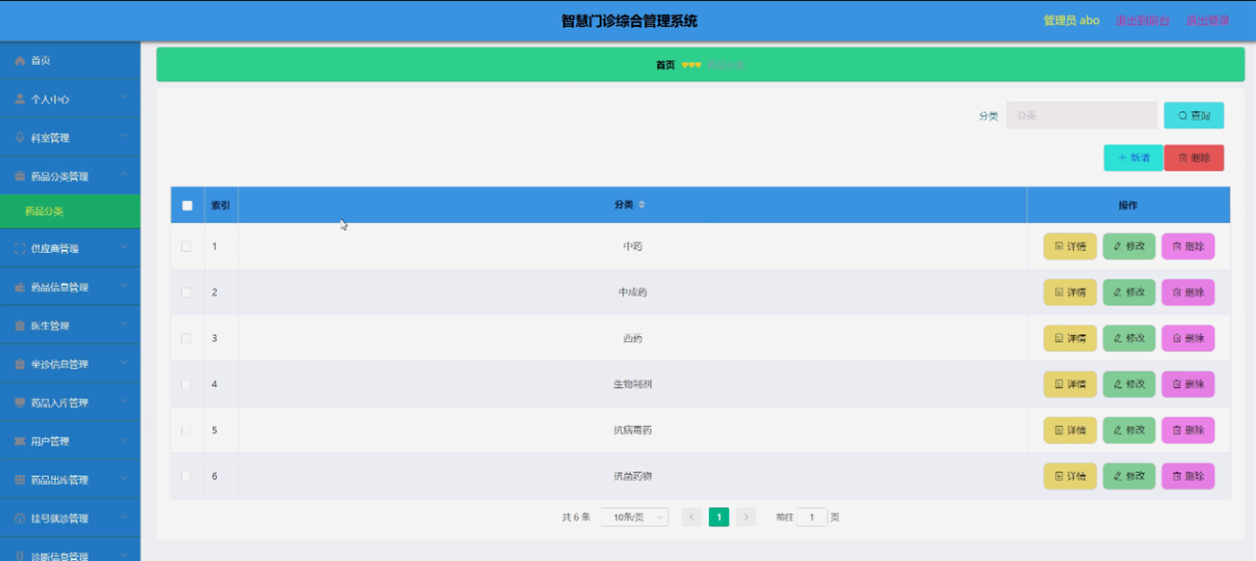 智慧门诊综合管理系统
管理员 abo 退出到前台 退出登录
首页
首页
个人中心
科室管理
药品分类管理
药品分类
供应商管理
药品信息管理
医生管理
坐诊信息管理
药品入库管理
用户管理
药品出库管理
挂号就诊管理
诊断信息管理
分类 分类 查询
+ 新增 删除
索引 分类 操作
1 中药 详情 修改 删除
2 中成药 详情 修改 删除
3 西药 详情 修改 删除
4 生物制剂 详情 修改 删除
5 抗病毒药 详情 修改 删除
6 抗菌药物 详情 修改 删除
共 6 条 10条/页 1 前往 1 页